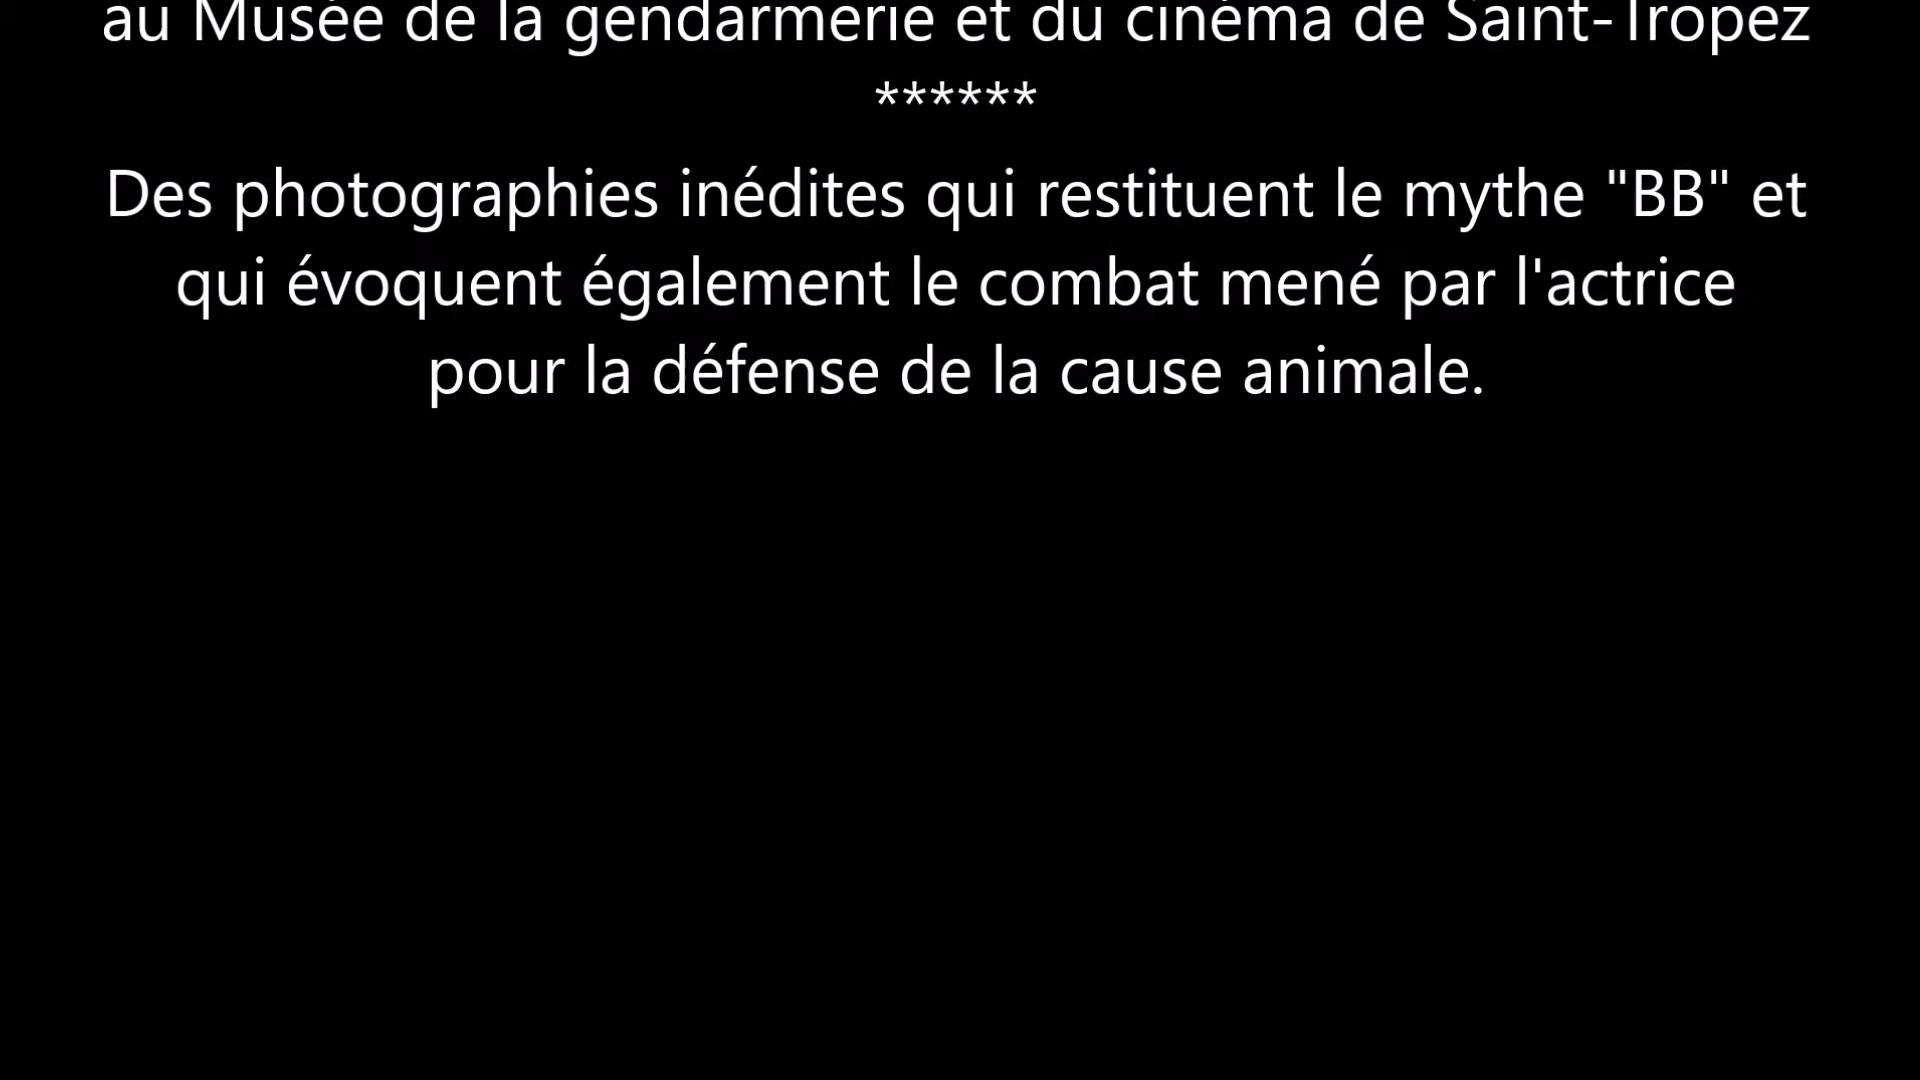 au Musée de la gendarmerie et du cinéma de Saint-Tropez
******
Des photographies inédites qui restituent le mythe "BB" et
qui évoquent également le combat mené par l'actrice
pour la défense de la cause animale.